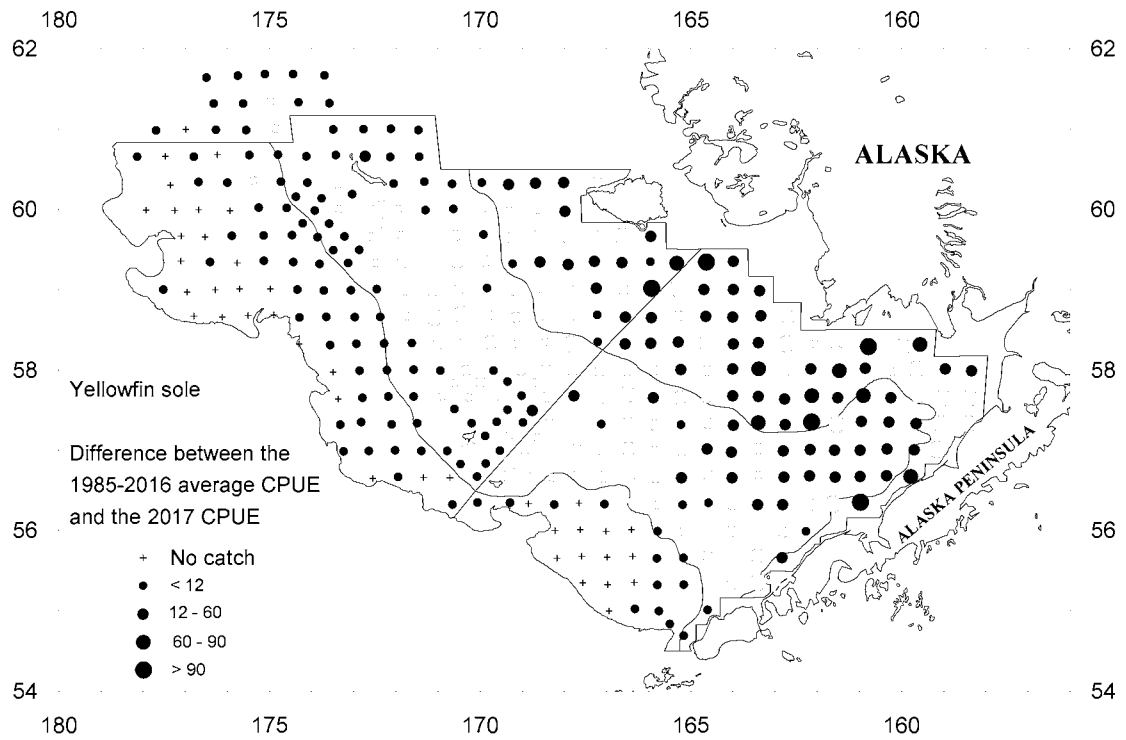 180 175 170 165 160
62 62
ALASKA
60 60
58 58
Yellowfin sole
Difference between the
1985-2016 average CPUE
and the 2017 CPUE
ALASKA PENINSULA
56 56
+ No catch
< 12
12 - 60
60 - 90
> 90
54 54
180 175 170 165 160